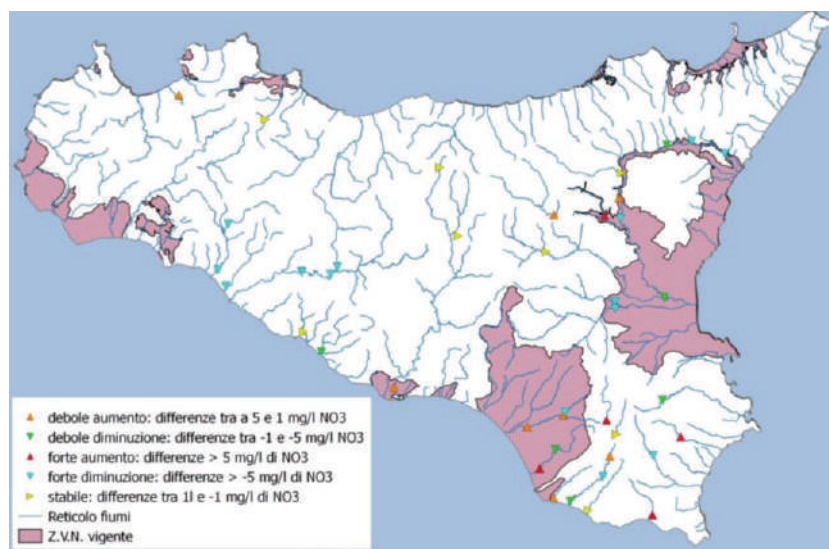 debole aumento: differenze tra a 5 e 1 mg/l NO3
debole diminuzione: differenze tra -1 e -5 mg/l NO3
forte aumento: differenze > 5 mg/l di NO3
forte diminuzione: differenze > -5 mg/l di NO3
stabile: differenze tra 1l e -1 mg/l di NO3
Reticolo fiumi
Z.V.N. vigente